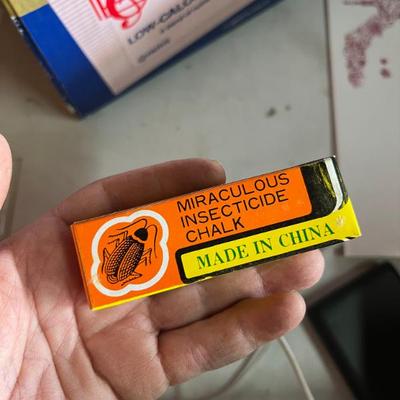 LOW-CALO
MIRACULOUS
INSECTICIDE
CHALK
MADE IN CHINA